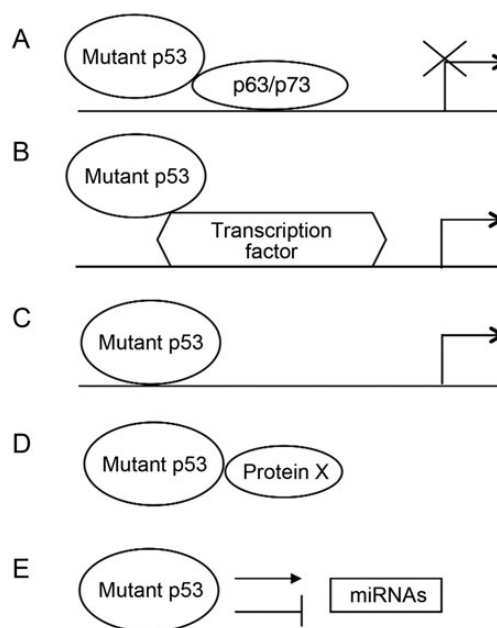 A
Mutant p53
p63/p73
B
Mutant p53
Transcription
factor
C
Mutant p53
D
Mutant p53
Protein X
E
Mutant p53
miRNAs